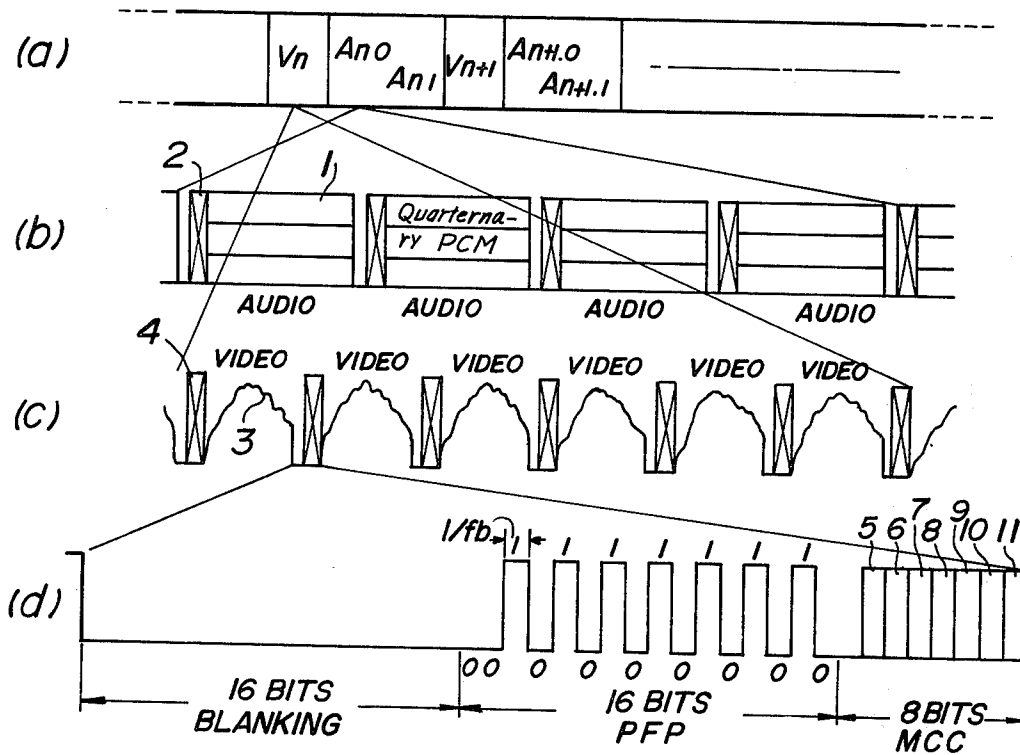 (a)
Vn
An0
An1
Vn+1
An+1.0
An+1.1
(b)
2
1
Quarterna-
ry PCM
AUDIO AUDIO AUDIO AUDIO
4
VIDEO VIDEO VIDEO VIDEO VIDEO VIDEO
(c)
3
1/fb
1 1 1 1 1 1 1
5 6 7 8 9 10 11
(d)
00 0 0 0 0 0 0 0
16 BITS
BLANKING
16 BITS
PFP
8 BITS
MCC